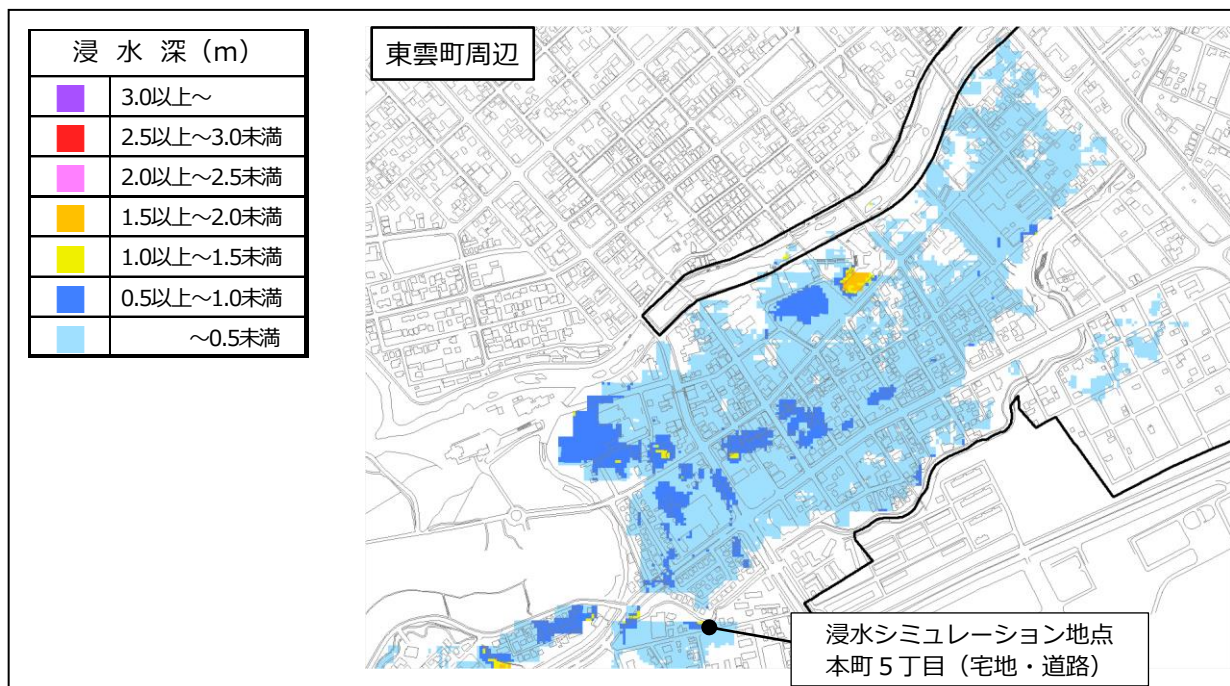 浸 水 深（m）
3.0以上～
2.5以上～3.0未満
2.0以上～2.5未満
1.5以上～2.0未満
1.0以上～1.5未満
0.5以上～1.0未満
～0.5未満
東雲町周辺
浸水シミュレーション地点
本町５丁目（宅地・道路）